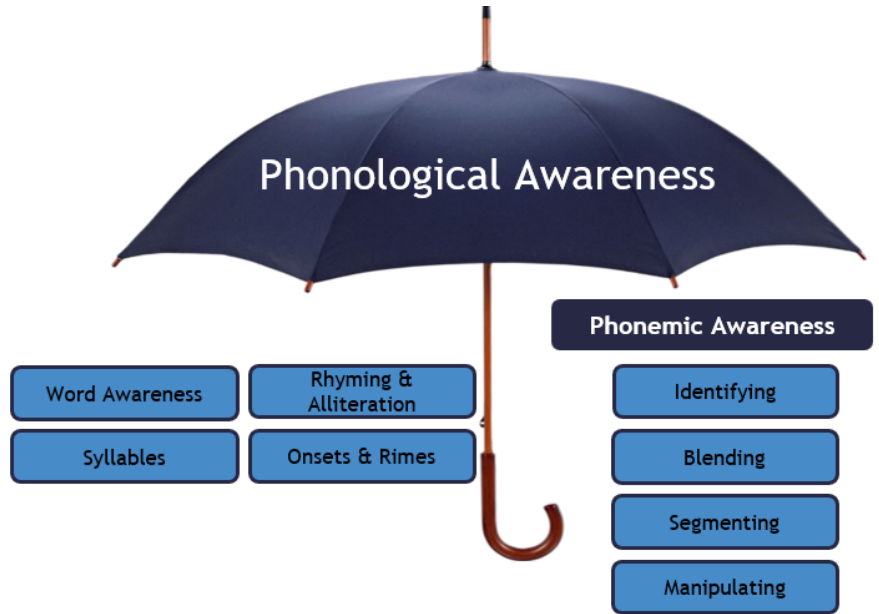 Phonological Awareness
Phonemic Awareness
Word Awareness
Rhyming &
Alliteration
Identifying
Syllables
Onsets & Rimes
Blending
Segmenting
Manipulating